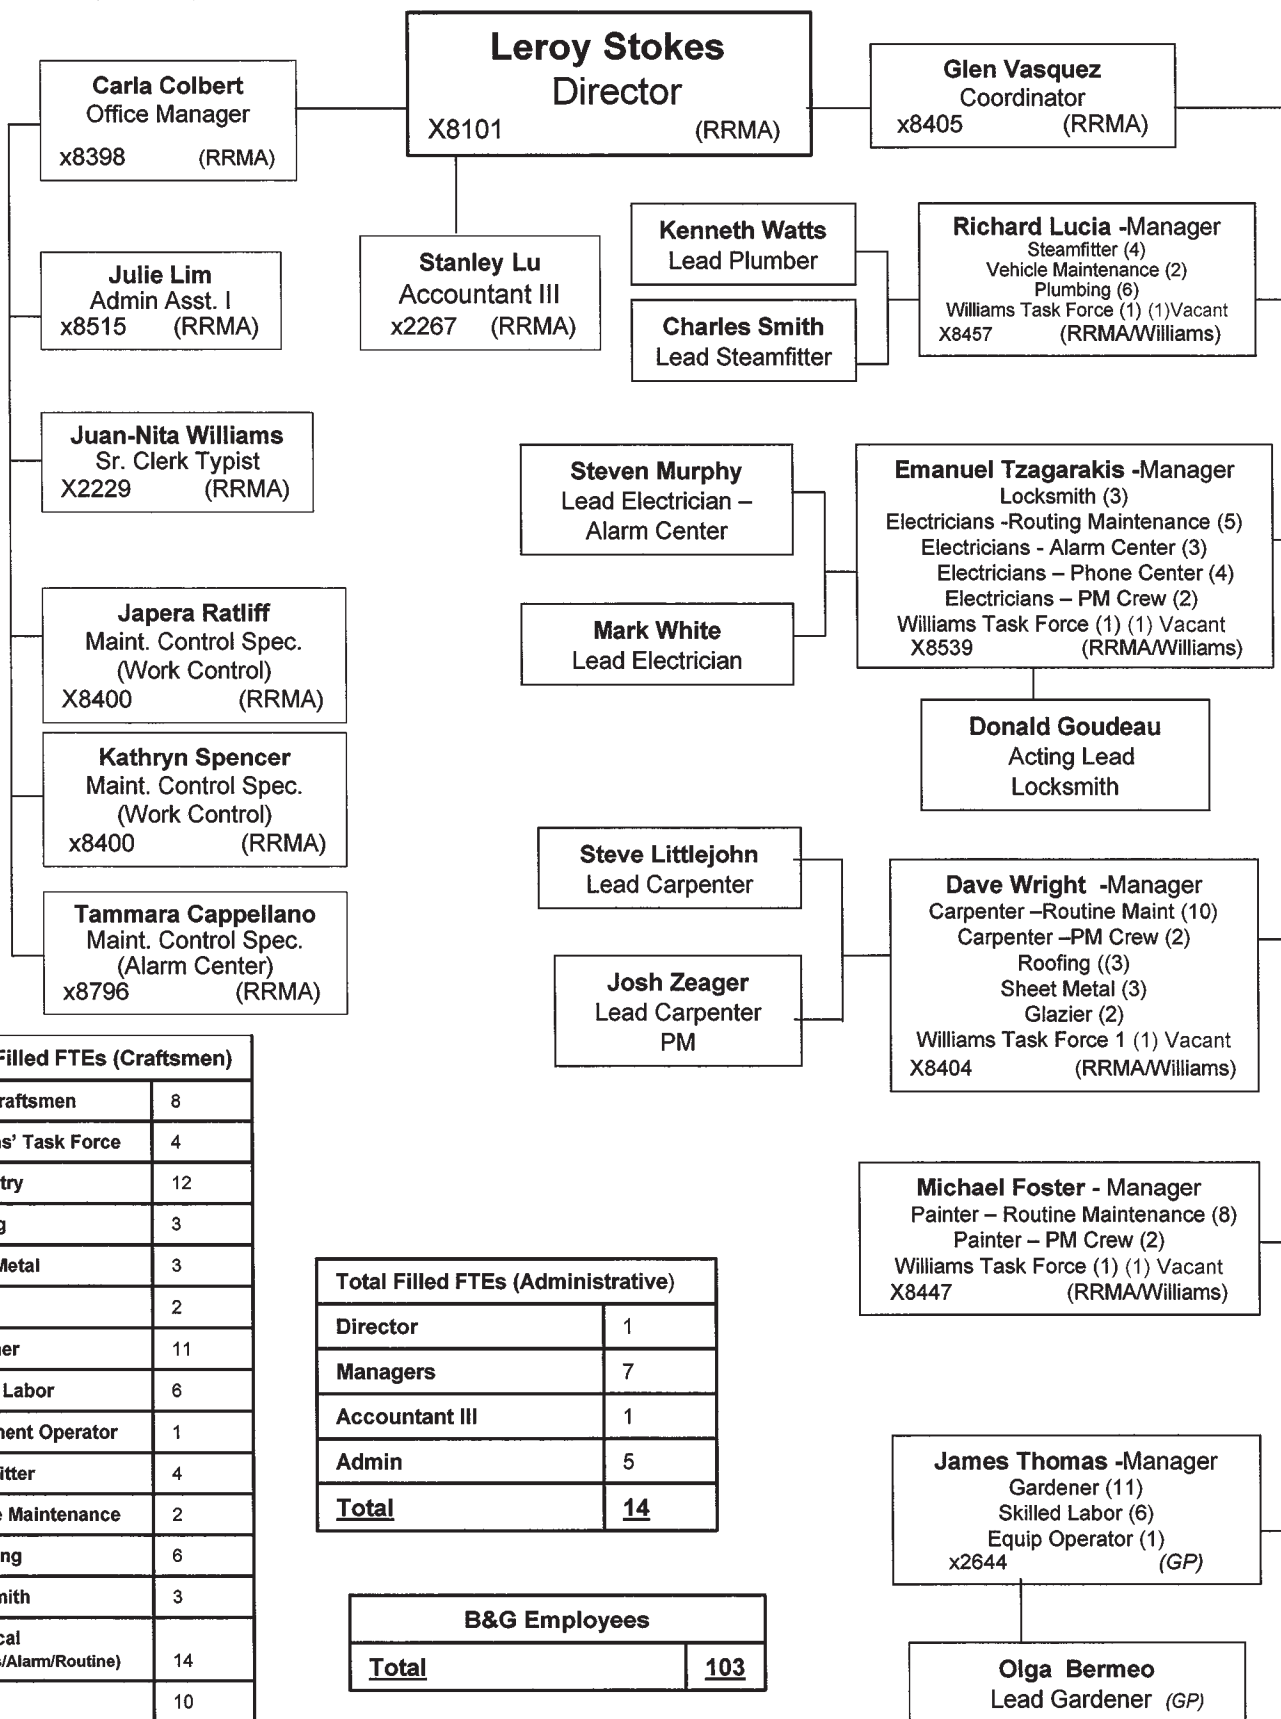 Leroy Stokes
Director
X8101 (RRMA)
Carla Colbert
Office Manager
x8398 (RRMA)
Glen Vasquez
Coordinator
x8405 (RRMA)
Julie Lim
Admin Asst. I
x8515 (RRMA)
Stanley Lu
Accountant III
x2267 (RRMA)
Kenneth Watts
Lead Plumber
Charles Smith
Lead Steamfitter
Richard Lucia -Manager
Steamfitter (4)
Vehicle Maintenance (2)
Plumbing (6)
Williams Task Force (1) (1)Vacant
X8457 (RRMA/Williams)
Juan-Nita Williams
Sr. Clerk Typist
X2229 (RRMA)
Steven Murphy
Lead Electrician –
Alarm Center
Mark White
Lead Electrician
Emanuel Tzagarakis -Manager
Locksmith (3)
Electricians -Routing Maintenance (5)
Electricians - Alarm Center (3)
Electricians – Phone Center (4)
Electricians – PM Crew (2)
Williams Task Force (1) (1) Vacant
X8539 (RRMA/Williams)
Donald Goudeau
Acting Lead
Locksmith
Japera Ratliff
Maint. Control Spec.
(Work Control)
X8400 (RRMA)
Kathryn Spencer
Maint. Control Spec.
(Work Control)
x8400 (RRMA)
Tammara Cappellano
Maint. Control Spec.
(Alarm Center)
x8796 (RRMA)
Steve Littlejohn
Lead Carpenter
Josh Zeager
Lead Carpenter
PM
Dave Wright -Manager
Carpenter –Routine Maint (10)
Carpenter –PM Crew (2)
Roofing ((3)
Sheet Metal (3)
Glazier (2)
Williams Task Force 1 (1) Vacant
X8404 (RRMA/Williams)
Michael Foster - Manager
Painter – Routine Maintenance (8)
Painter – PM Crew (2)
Williams Task Force (1) (1) Vacant
X8447 (RRMA/Williams)
James Thomas -Manager
Gardener (11)
Skilled Labor (6)
Equip Operator (1)
x2644 (GP)
Olga Bermeo
Lead Gardener (GP)
Filled FTEs (Craftsmen)
raftsmen 8
s' Task Force 4
try 12
g 3
Metal 3
2
er 11
Labor 6
ent Operator 1
itter 4
Maintenance 2
ng 6
mith 3
cal
s/Alarm/Routine) 14
10
Total Filled FTEs (Administrative)
Director 1
Managers 7
Accountant III 1
Admin 5
Total 14
B&G Employees
Total 103